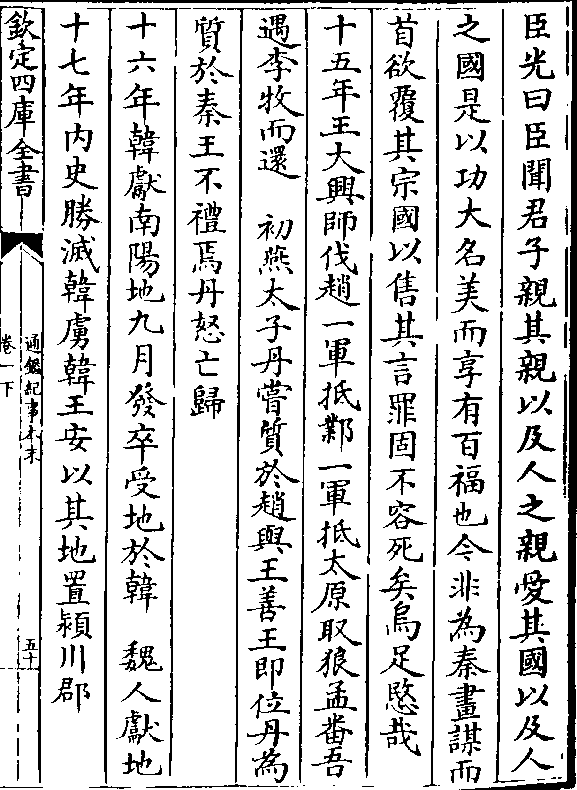 臣光曰臣聞君子親其親以及人之親愛其國以及人
之國是以功大名美而享有百福也今非為秦畫謀而
首欲覆其宗國以售其言罪固不容死矣烏足愍哉
十五年王大興師伐趙一軍抵鄴一軍抵太原取狼孟番吾
遇李牧而還　初燕太子丹嘗質於趙與王善王即位丹為
質於秦王不禮焉丹怒亡歸
十六年韓獻南陽地九月發卒受地於韓　魏人獻地
十七年內史勝滅韓虜韓王安以其地置潁川郡
欽定四庫全書
通鑑紀事本末
卷一下
五十